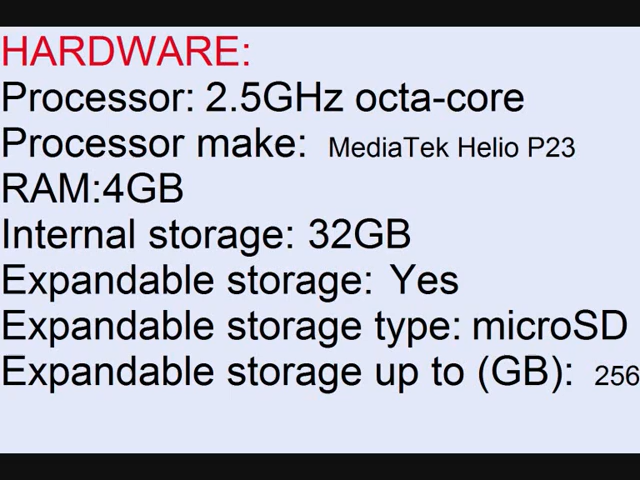 HARDWARE:
Processor: 2.5GHz octa-core
Processor make: MediaTek Helio P23
RAM:4GB
Internal storage: 32GB
Expandable storage: Yes
Expandable storage type: microSD
Expandable storage up to (GB): 256